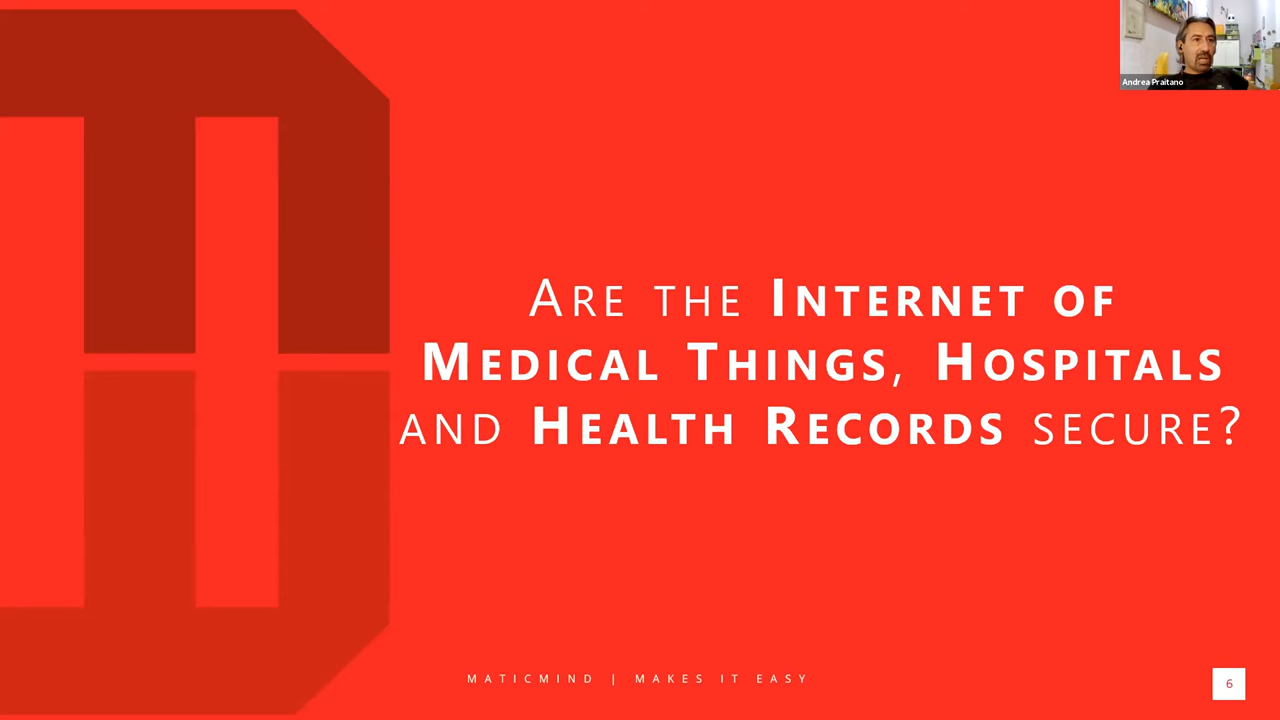 Andrea Praitano
Are the Internet of
Medical Things, Hospitals
and Health Records secure?
MATICMIND | MAKES IT EASY
6